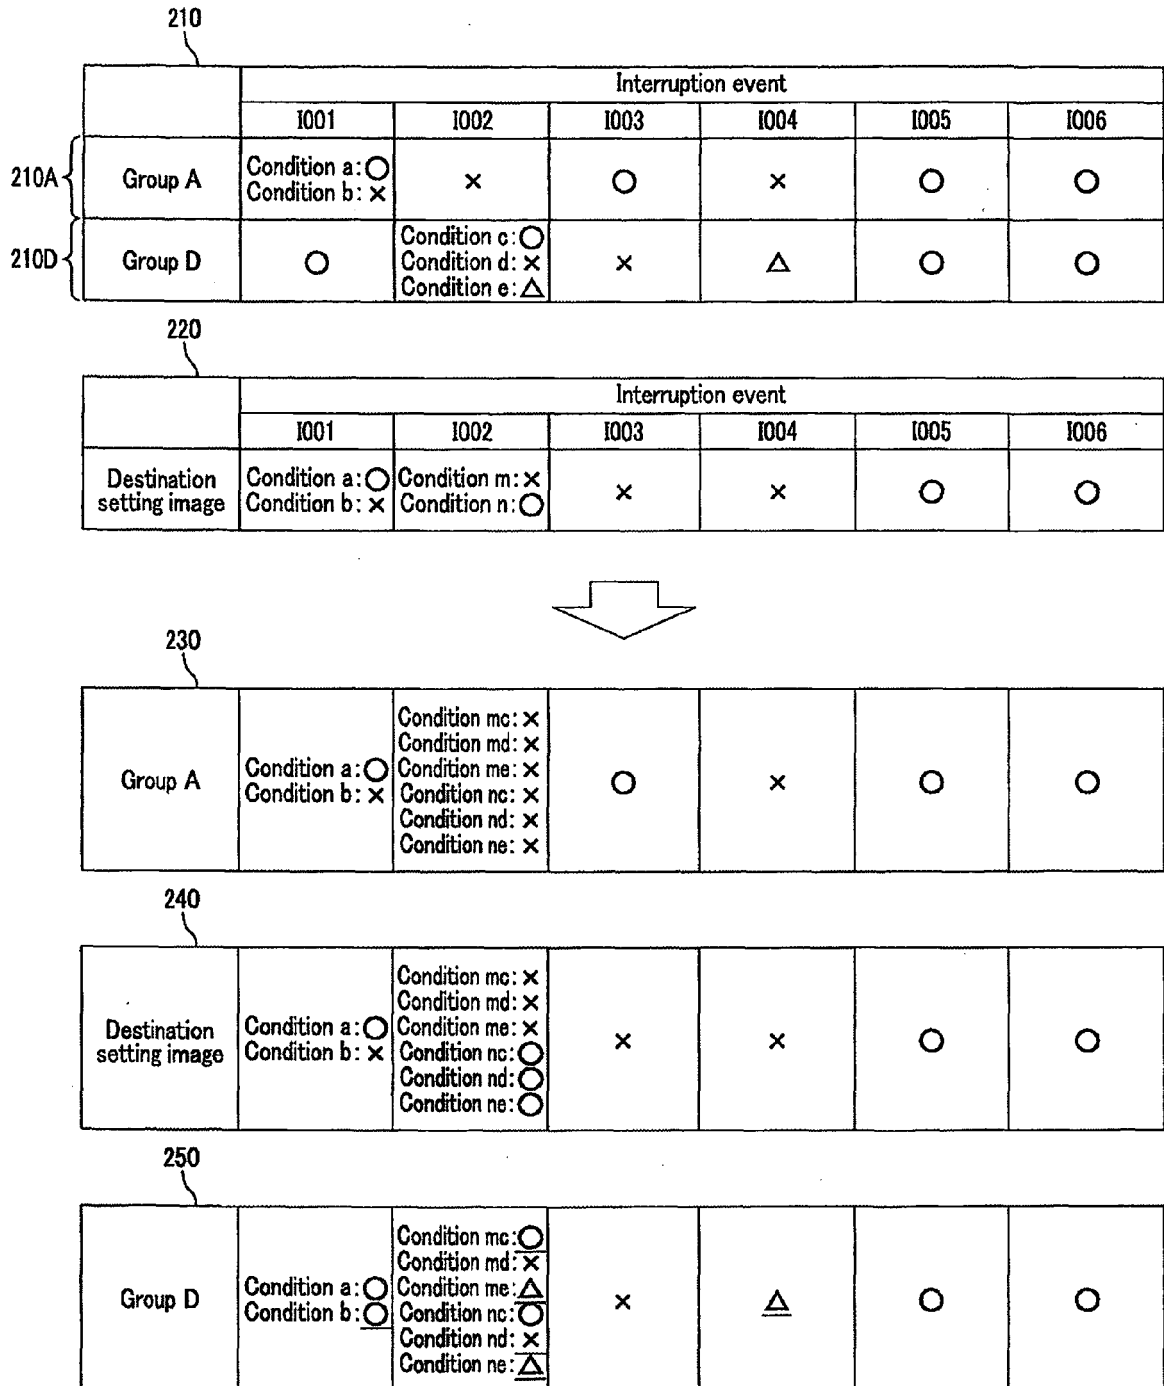 210
Interruption event
I001 I002 I003 I004 I005 I006
210A Group A Condition a: ○ × ○ × ○ ○
Condition b: ×
210D Group D ○ Condition c: ○ × △ ○ ○
Condition d: ×
Condition e: △
220
Interruption event
I001 I002 I003 I004 I005 I006
Destination setting image Condition a: ○ Condition m: × × × ○ ○
Condition b: × Condition n: ○
230
Group A
Condition a: ○
Condition b: ×
Condition mc: ×
Condition md: ×
Condition me: ×
Condition nc: ×
Condition nd: ×
Condition ne: ×
○ × ○ ○
240
Destination
setting image
Condition a: ○
Condition b: ×
Condition mc: ×
Condition md: ×
Condition me: ×
Condition nc: ○
Condition nd: ○
Condition ne: ○
× × ○ ○
250
Group D
Condition a: ○
Condition b: ○
Condition mc: ○
Condition md: ×
Condition me: △
Condition nc: ○
Condition nd: ×
Condition ne: △
× △ ○ ○